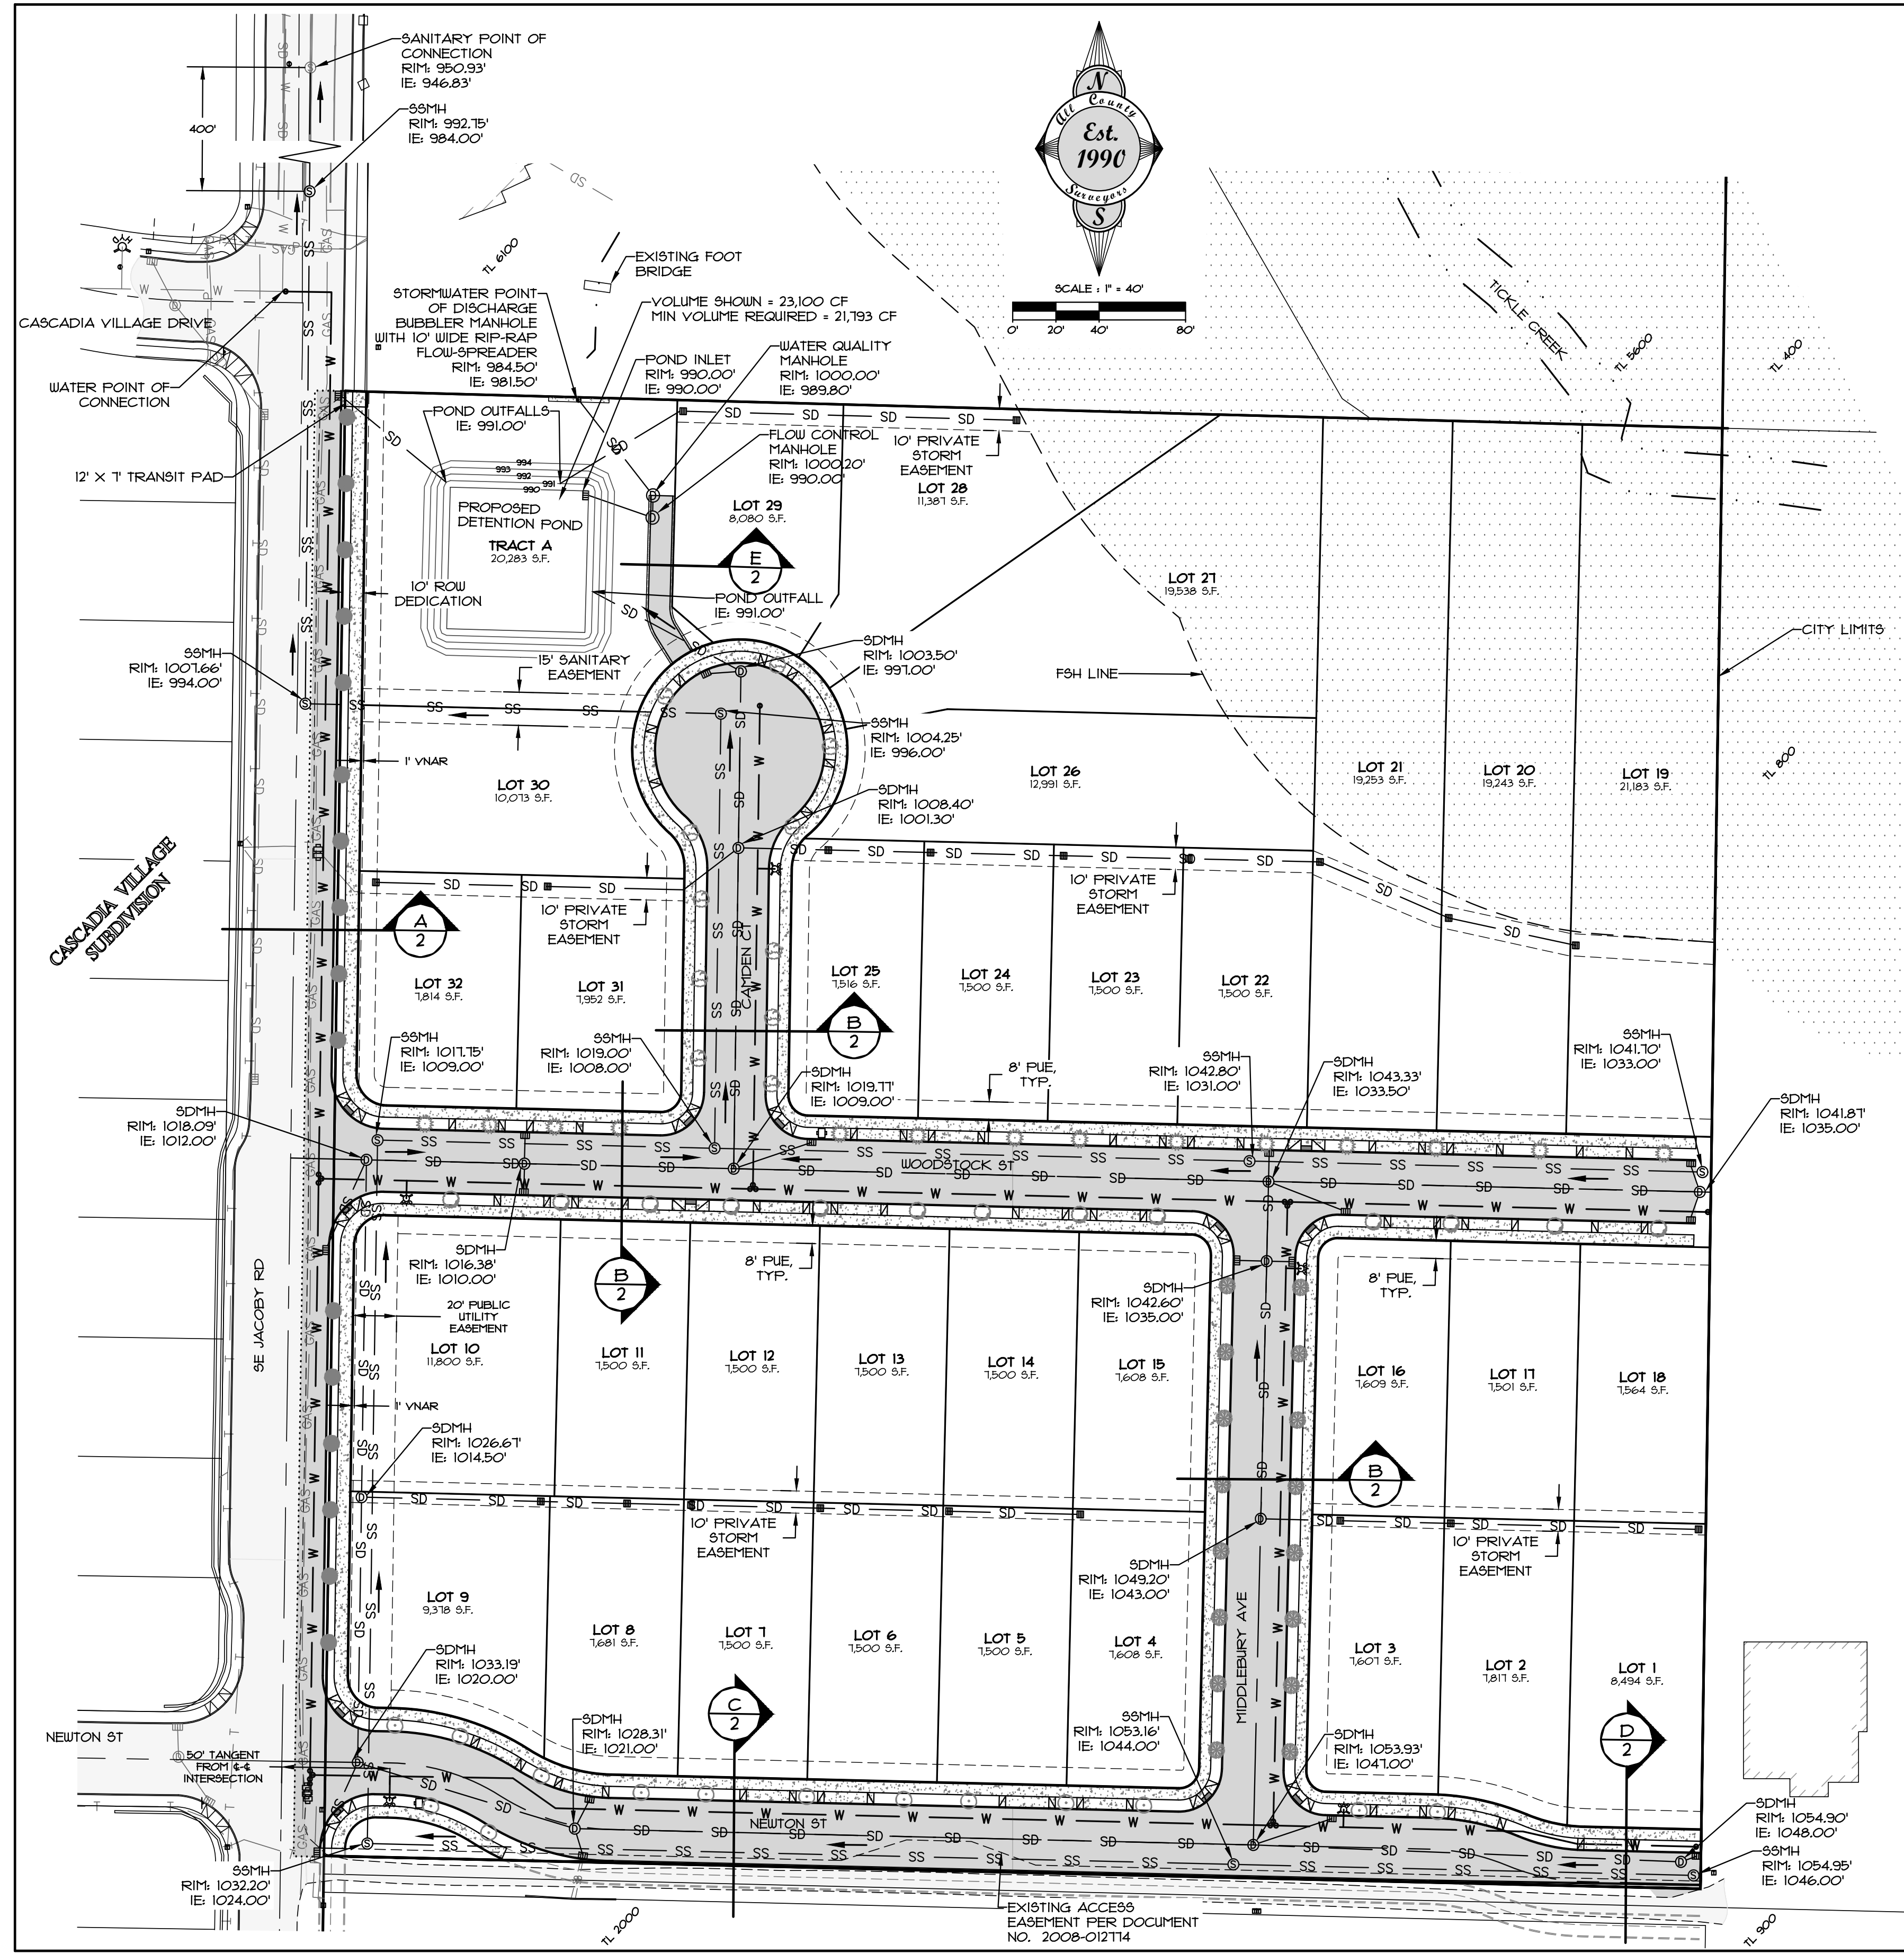 SANITARY POINT OF
CONNECTION
RIM: 950.93'
IE: 946.83'
SSMH
RIM: 992.75'
IE: 984.00'
400'
N
All County
Est.
1990
Surveyors
S
SCALE : 1" = 40'
0' 20' 40' 80'
TL 6100
EXISTING FOOT
BRIDGE
STORMWATER POINT
OF DISCHARGE
BUBBLER MANHOLE
WITH 10' WIDE RIP-RAP
FLOW-SPREADER
RIM: 984.50'
IE: 981.50'
VOLUME SHOWN = 23,100 CF
MIN VOLUME REQUIRED = 21,793 CF
POND INLET
RIM: 990.00'
IE: 990.00'
WATER QUALITY
MANHOLE
RIM: 1000.00'
IE: 989.80'
CASCADIA VILLAGE DRIVE
WATER POINT OF
CONNECTION
12' X 7' TRANSIT PAD
POND OUTFALLS
IE: 991.00'
FLOW CONTROL
MANHOLE
RIM: 1000.20'
IE: 990.00'
10' PRIVATE
STORM
EASEMENT
TICKLE CREEK
TL 5600
TL 400
994
993
992
991
990
PROPOSED
DETENTION POND
TRACT A
20,283 S.F.
LOT 29
8,080 S.F.
LOT 28
11,387 S.F.
LOT 27
19,538 S.F.
E
2
10' ROW
DEDICATION
POND OUTFALL
IE: 991.00'
CITY LIMITS
SSMH
RIM: 1007.66'
IE: 994.00'
15' SANITARY
EASEMENT
SDMH
RIM: 1003.50'
IE: 997.00'
FSH LINE
SSMH
RIM: 1004.25'
IE: 996.00'
1' VNAR
LOT 30
10,073 S.F.
SDMH
RIM: 1008.40'
IE: 1001.30'
LOT 26
12,991 S.F.
LOT 21
19,253 S.F.
LOT 20
19,243 S.F.
LOT 19
21,183 S.F.
TL 800
CASCADIA VILLAGE
SUBDIVISION
A
2
10' PRIVATE
STORM
EASEMENT
10' PRIVATE
STORM
EASEMENT
CAMDEN CT
LOT 32
7,814 S.F.
LOT 31
7,952 S.F.
LOT 25
7,516 S.F.
LOT 24
7,500 S.F.
LOT 23
7,500 S.F.
LOT 22
7,500 S.F.
B
2
SSMH
RIM: 1017.75'
IE: 1009.00'
SSMH
RIM: 1019.00'
IE: 1008.00'
SDMH
RIM: 1019.77'
IE: 1009.00'
8' PUE,
TYP.
SSMH
RIM: 1042.80'
IE: 1031.00'
SDMH
RIM: 1043.33'
IE: 1033.50'
SSMH
RIM: 1041.70'
IE: 1033.00'
SDMH
RIM: 1041.87'
IE: 1035.00'
SDMH
RIM: 1018.09'
IE: 1012.00'
WOODSTOCK ST
SDMH
RIM: 1016.38'
IE: 1010.00'
B
2
8' PUE,
TYP.
SDMH
RIM: 1042.60'
IE: 1035.00'
8' PUE,
TYP.
SE JACOBY RD
20' PUBLIC
UTILITY
EASEMENT
LOT 10
11,800 S.F.
LOT 11
7,500 S.F.
LOT 12
7,500 S.F.
LOT 13
7,500 S.F.
LOT 14
7,500 S.F.
LOT 15
7,608 S.F.
LOT 16
7,609 S.F.
LOT 17
7,501 S.F.
LOT 18
7,564 S.F.
1' VNAR
SDMH
RIM: 1026.67'
IE: 1014.50'
B
2
10' PRIVATE
STORM
EASEMENT
10' PRIVATE
STORM
EASEMENT
SDMH
RIM: 1049.20'
IE: 1043.00'
MIDDLEBURY AVE
LOT 9
9,378 S.F.
LOT 8
7,681 S.F.
LOT 7
7,500 S.F.
LOT 6
7,500 S.F.
LOT 5
7,500 S.F.
LOT 4
7,608 S.F.
LOT 3
7,607 S.F.
LOT 2
7,817 S.F.
LOT 1
8,494 S.F.
SDMH
RIM: 1033.19'
IE: 1020.00'
C
2
SDMH
RIM: 1028.31'
IE: 1021.00'
SSMH
RIM: 1053.16'
IE: 1044.00'
SDMH
RIM: 1053.93'
IE: 1047.00'
D
2
NEWTON ST
50' TANGENT
FROM ℄-℄
INTERSECTION
NEWTON ST
SDMH
RIM: 1054.90'
IE: 1048.00'
SSMH
RIM: 1054.95'
IE: 1046.00'
SSMH
RIM: 1032.20'
IE: 1024.00'
TL 2000
EXISTING ACCESS
EASEMENT PER DOCUMENT
NO. 2008-012774
TL 900